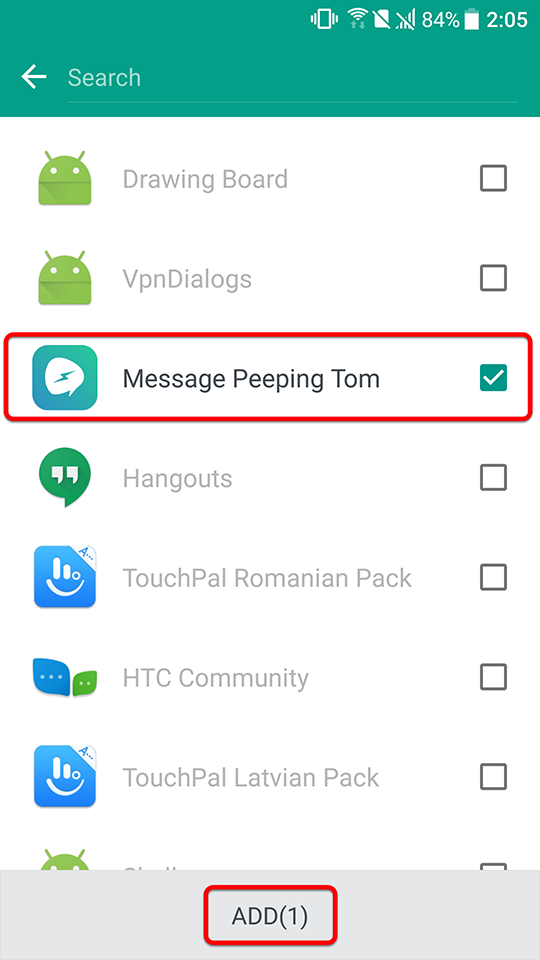 84% 2:05
Search
Drawing Board
VpnDialogs
Message Peeping Tom
Hangouts
TouchPal Romanian Pack
HTC Community
TouchPal Latvian Pack
ADD(1)